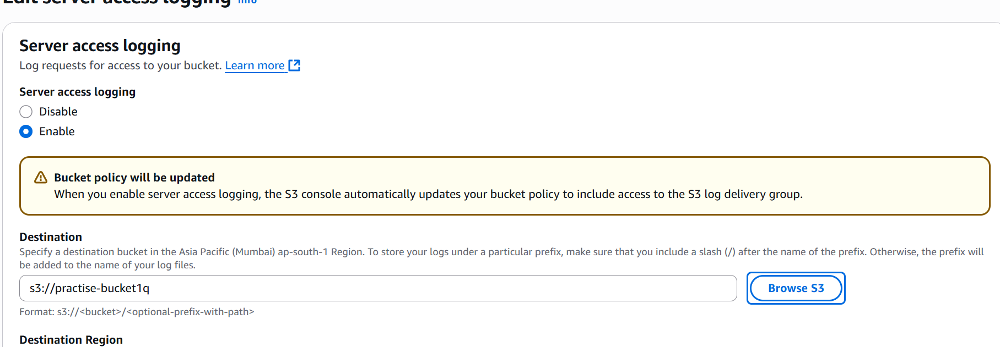 Edit server access logging Info
Server access logging
Log requests for access to your bucket. Learn more
Server access logging
Disable
Enable
Bucket policy will be updated
When you enable server access logging, the S3 console automatically updates your bucket policy to include access to the S3 log delivery group.
Destination
Specify a destination bucket in the Asia Pacific (Mumbai) ap-south-1 Region. To store your logs under a particular prefix, make sure that you include a slash (/) after the name of the prefix. Otherwise, the prefix will
be added to the name of your log files.
s3://practise-bucket1q
Browse S3
Format: s3://<bucket>/<optional-prefix-with-path>
Destination Region